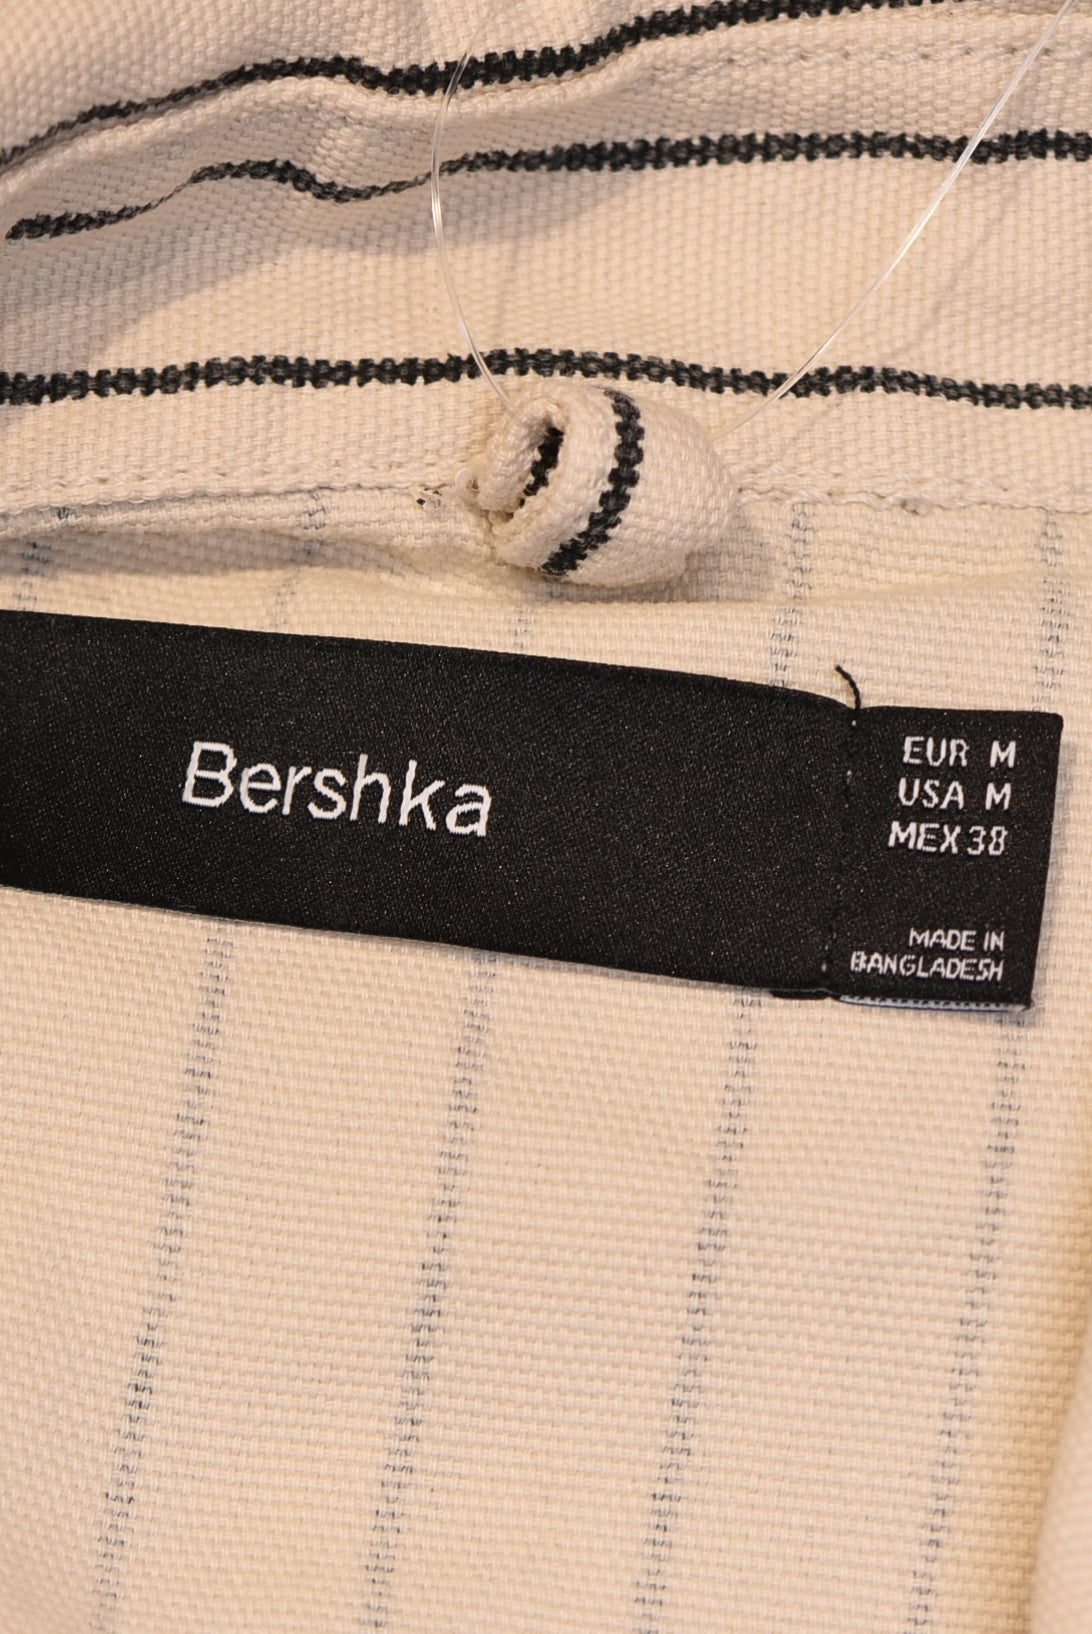 Bershka
EUR M
USA M
MEX 38
MADE IN
BANGLADESH